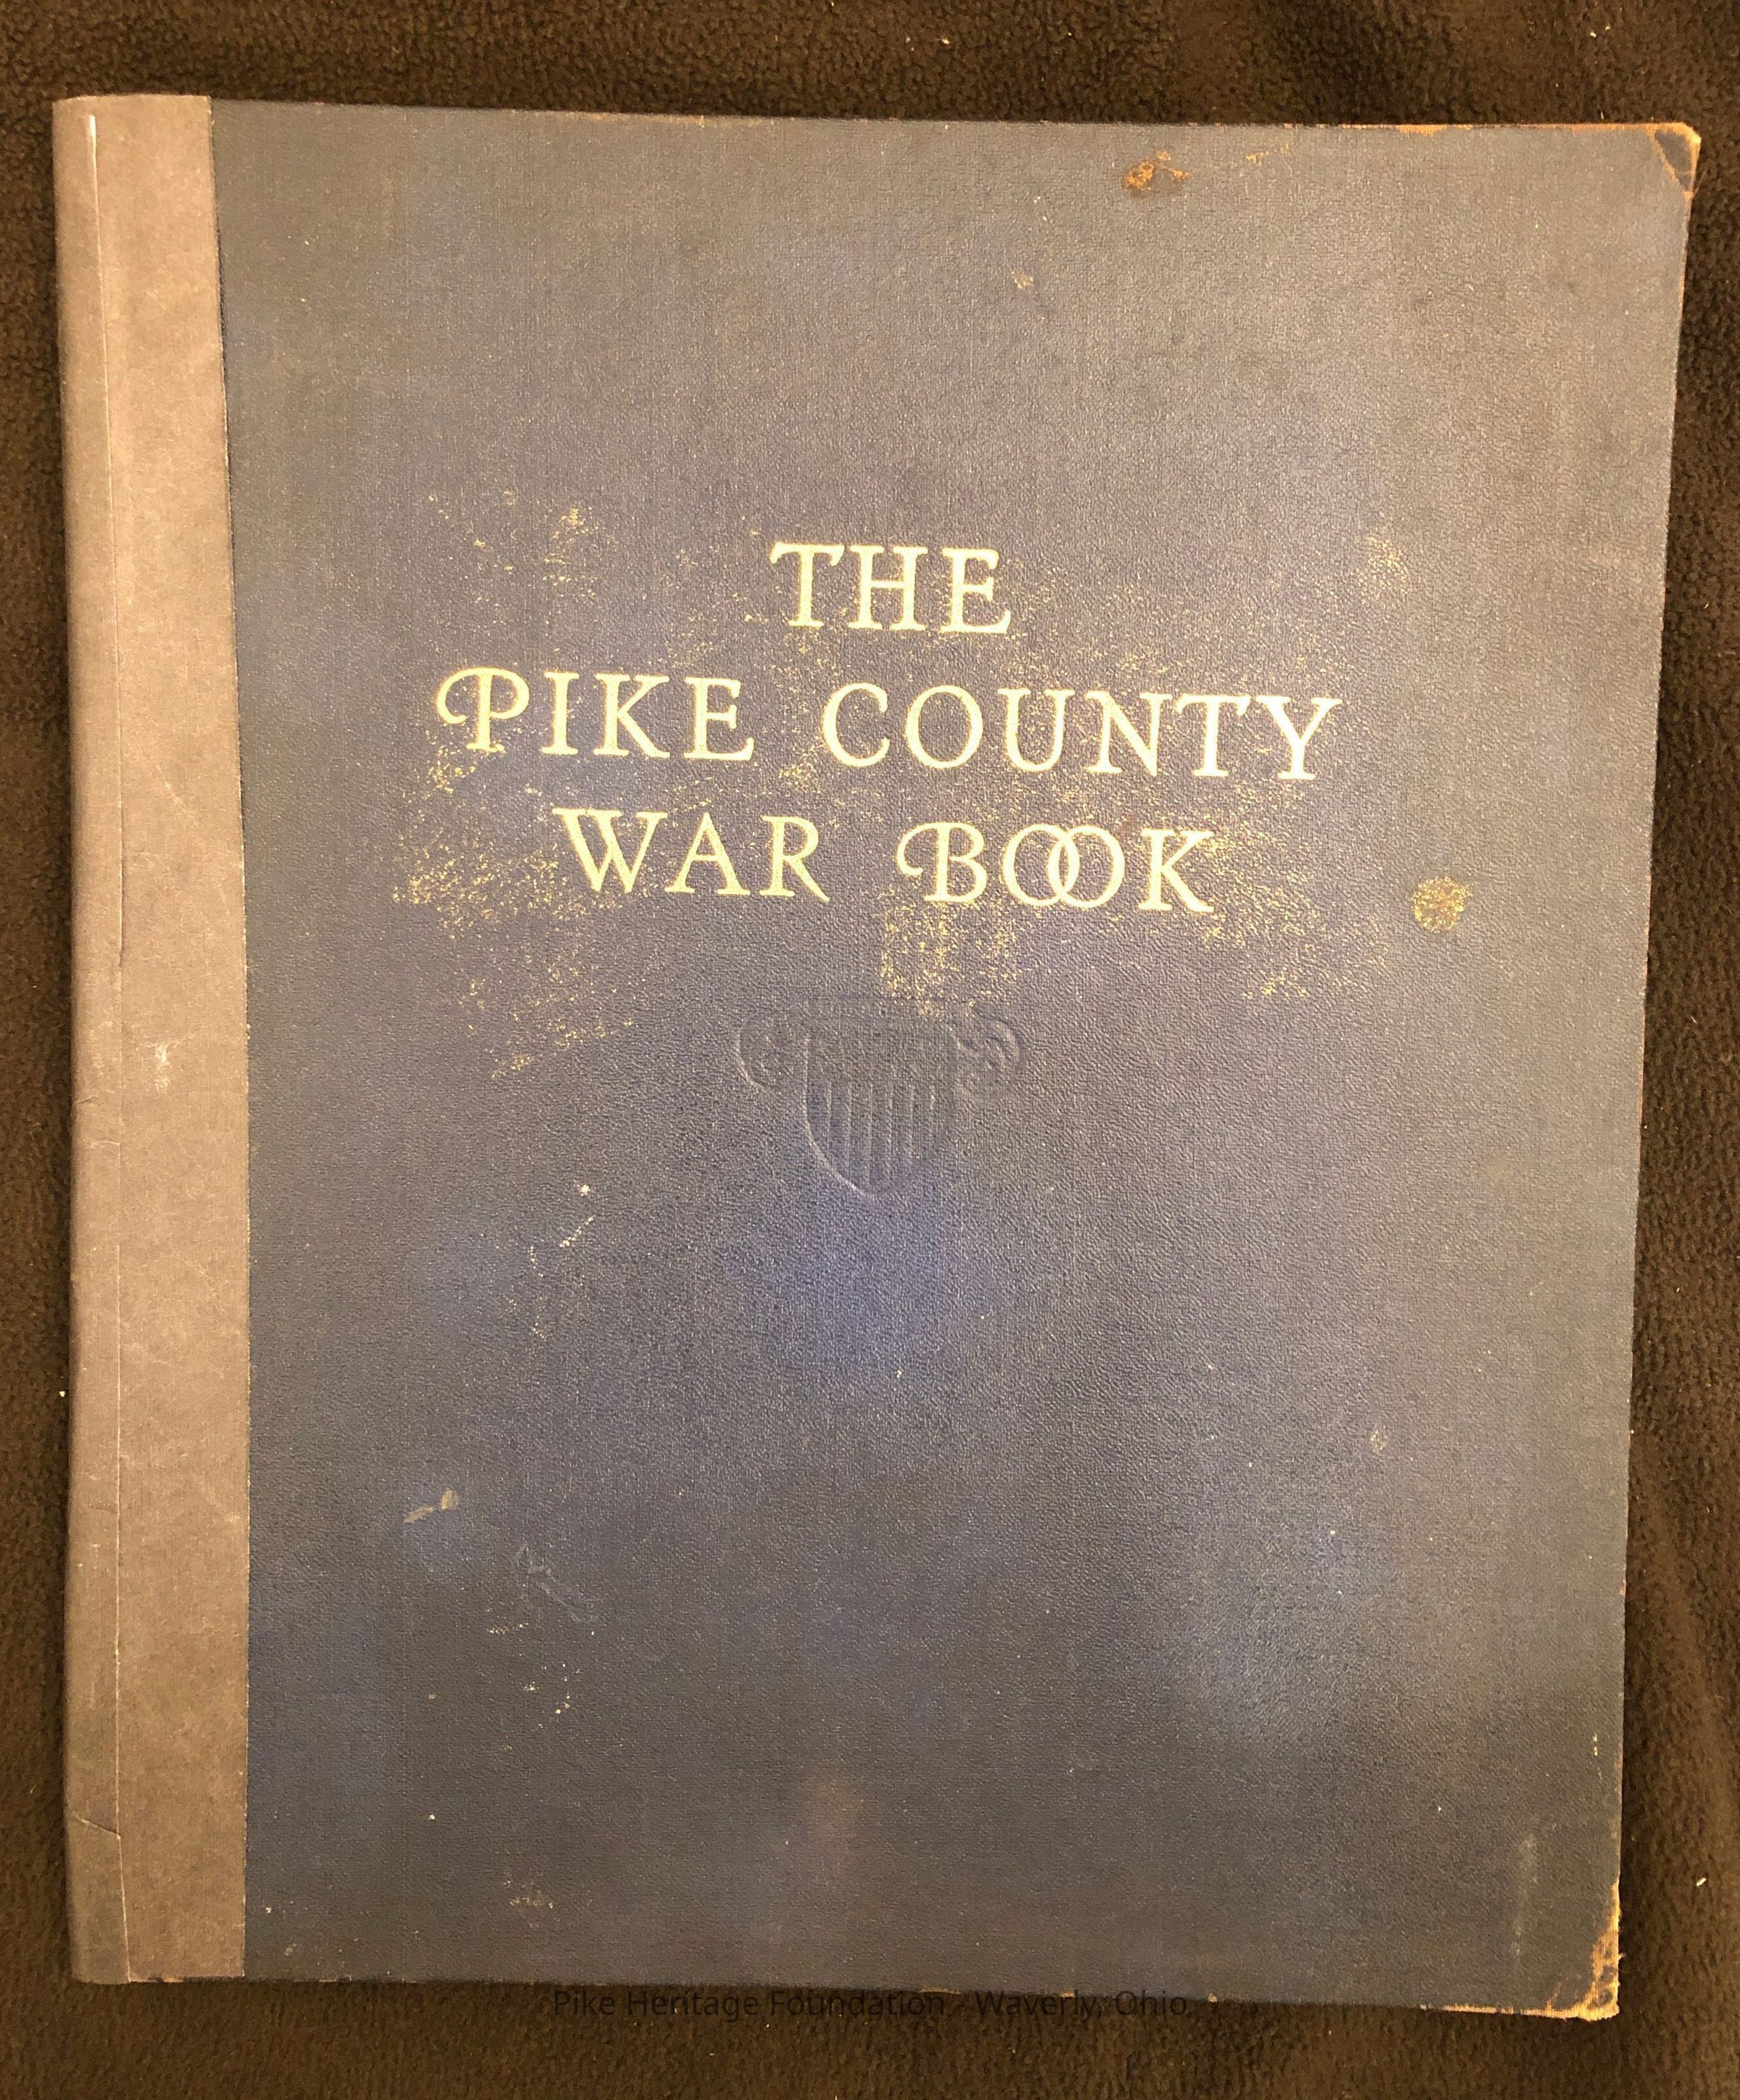 THE
PIKE COUNTY
WAR BOOK
Pike Heritage Foundation - Waverly, Ohio